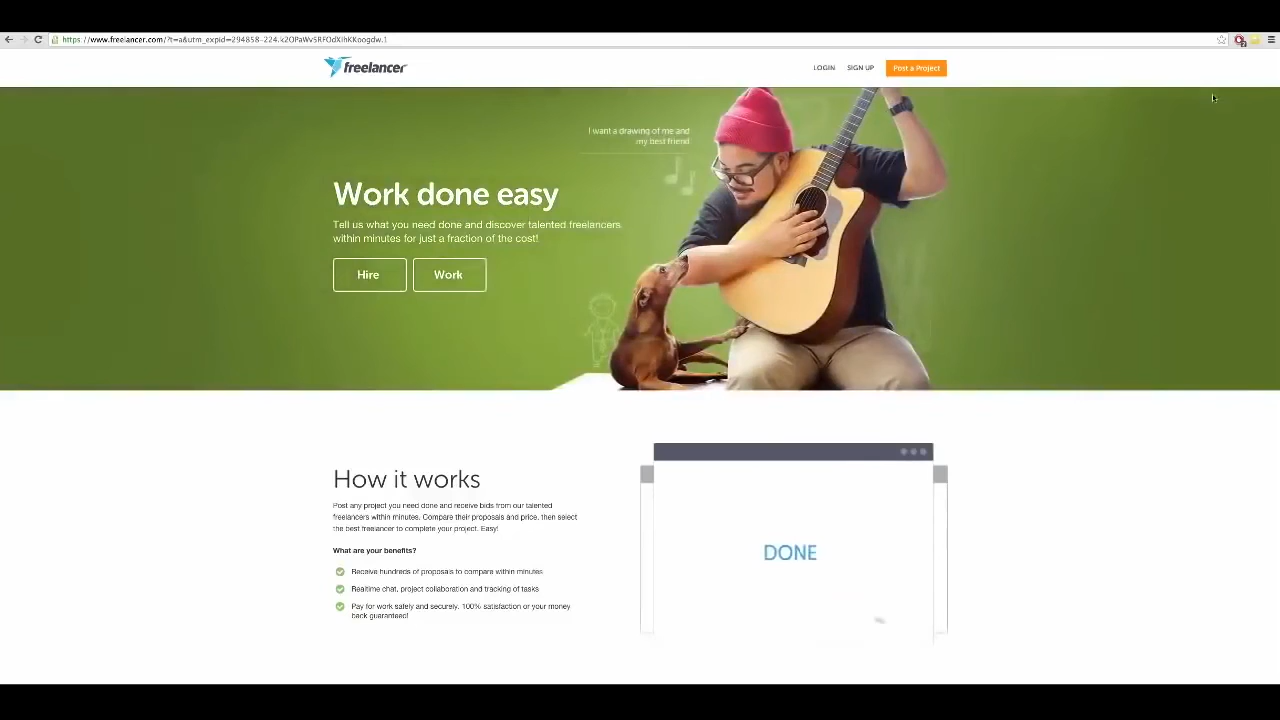 https://www.freelancer.com/?t=a&utm_expid=294858-224.k2OPaWvSRFOdXihKKoogdw.1
freelancer
LOGIN SIGN UP Post a Project
I want a drawing of me and
my best friend
Work done easy
Tell us what you need done and discover talented freelancers
within minutes for just a fraction of the cost!
Hire Work
How it works
Post any project you need done and receive bids from our talented
freelancers within minutes. Compare their proposals and price, then select
the best freelancer to complete your project. Easy!
What are your benefits?
Receive hundreds of proposals to compare within minutes
Realtime chat, project collaboration and tracking of tasks
Pay for work safely and securely. 100% satisfaction or your money
back guaranteed!
DONE